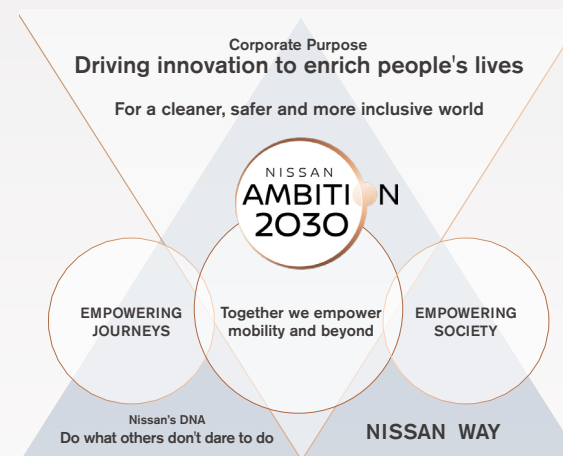 Corporate Purpose
Driving innovation to enrich people's lives
For a cleaner, safer and more inclusive world
NISSAN
AMBITION
2030
EMPOWERING
JOURNEYS
Together we empower
mobility and beyond
EMPOWERING
SOCIETY
Nissan's DNA
Do what others don't dare to do
NISSAN WAY